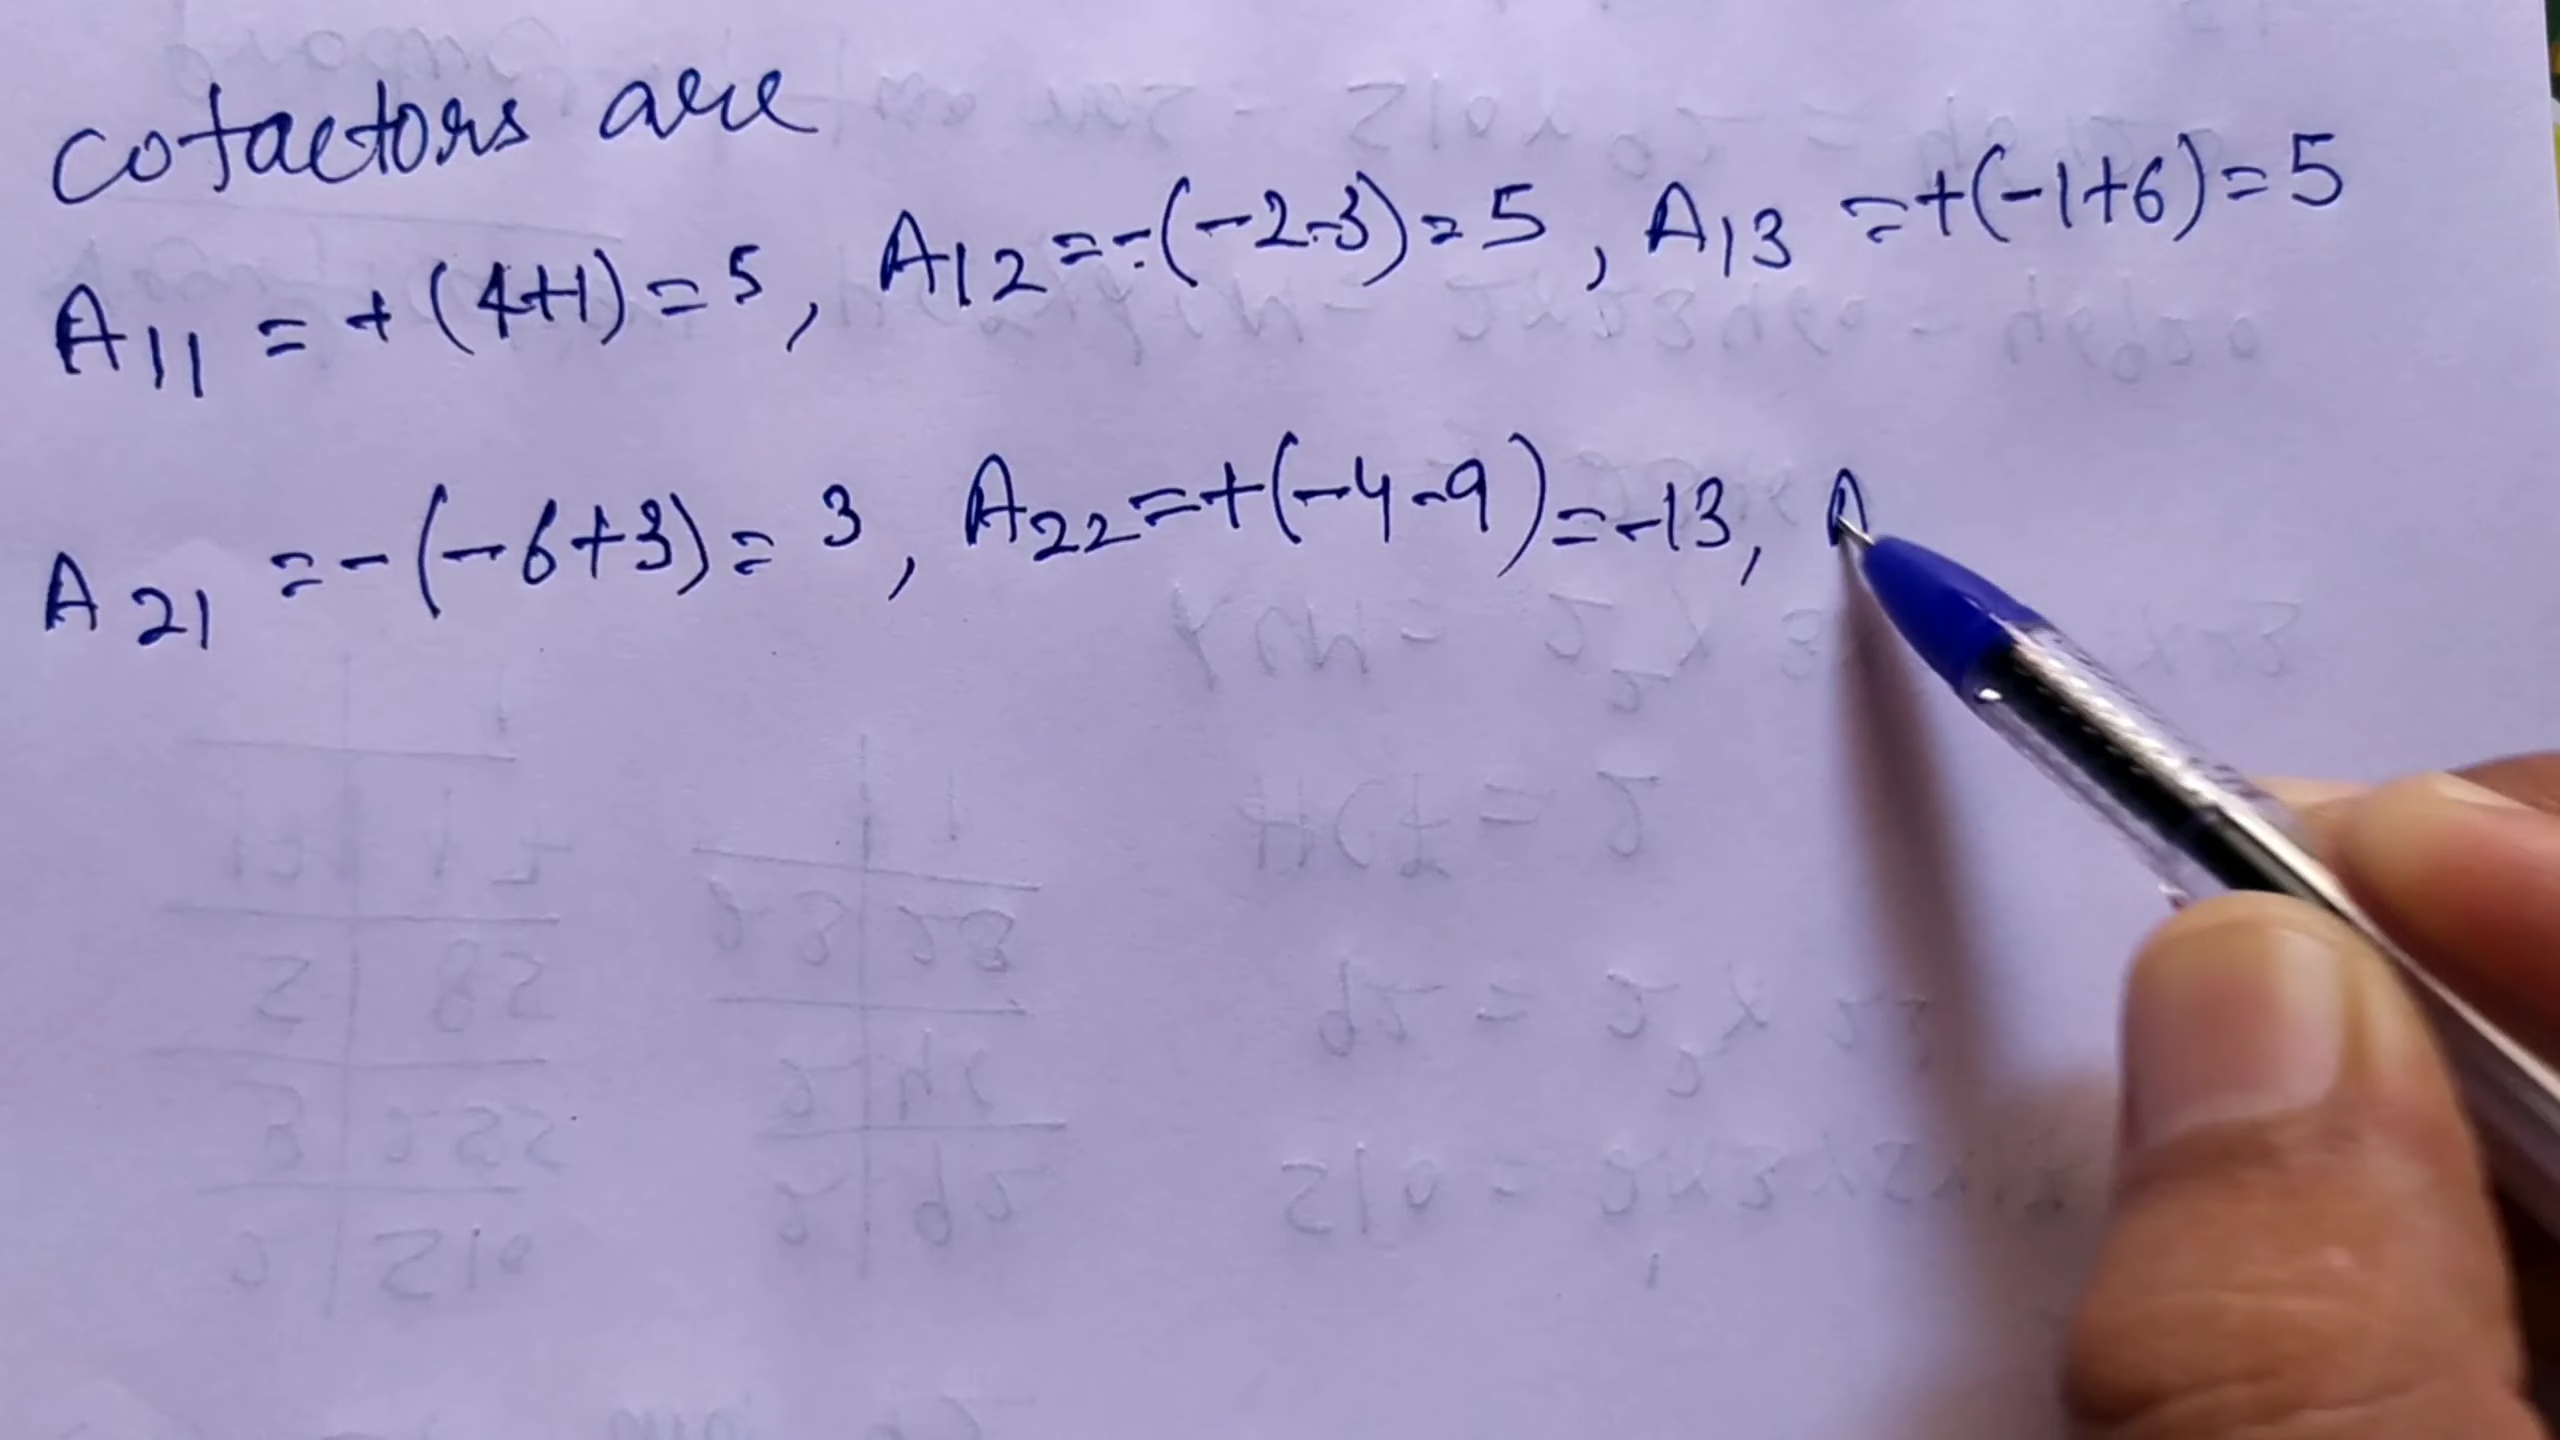 cofactors are
A11 = + (4+1) = 5, A12 = -(-2-3) = 5, A13 = +(-1+6) = 5
A21 = -(-6+3) = 3, A22 = +(-4-9) = -13, A